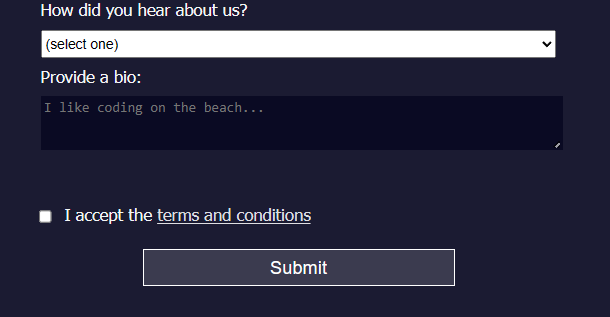 How did you hear about us?
(select one)
Provide a bio:
I like coding on the beach...
I accept the terms and conditions
Submit